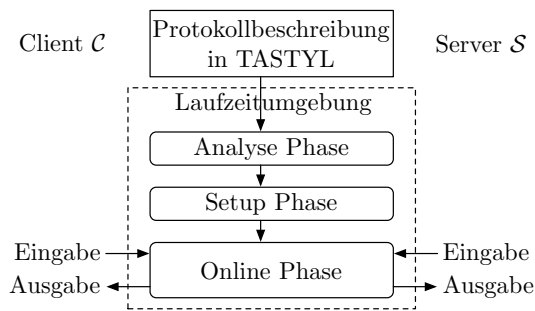 Client C
Protokollbeschreibung
in TASTYL
Server S
Laufzeitumgebung
Analyse Phase
Setup Phase
Eingabe
Online Phase
Eingabe
Ausgabe
Ausgabe